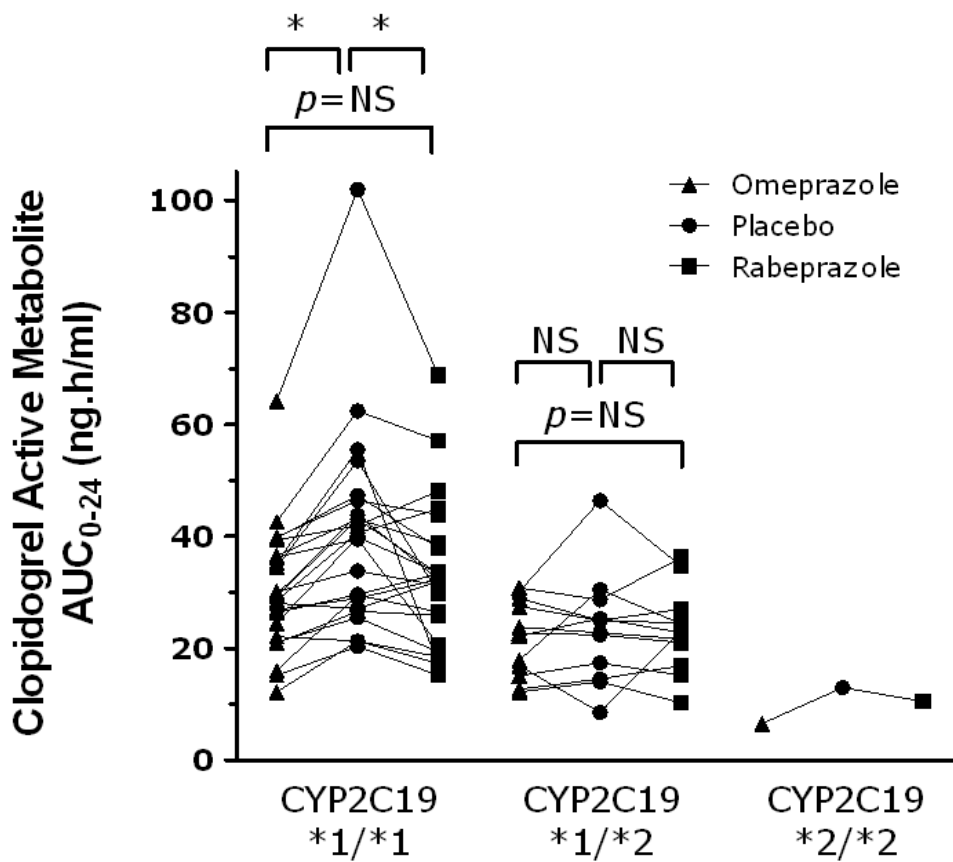 * *
p=NS
Clopidogrel Active Metabolite
AUC0-24 (ng.h/ml)
100
80
60
40
20
0
Omeprazole
Placebo
Rabeprazole
NS NS
p=NS
CYP2C19
*1/*1
CYP2C19
*1/*2
CYP2C19
*2/*2